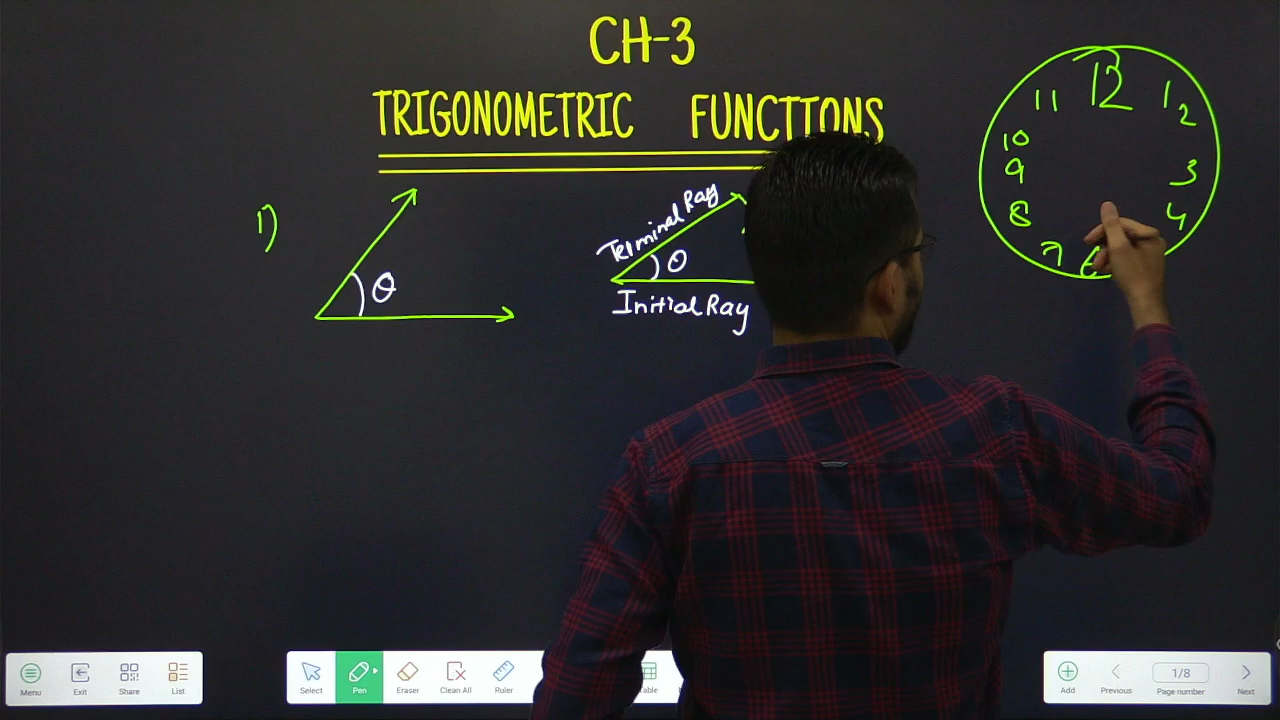 CH-3
TRIGONOMETRIC FUNCTIONS
1)
θ
Terminal Ray
θ
Initial Ray
12
11
1
2
10
9
3
8
4
7
6
Menu
Exit
Share
List
Select
Pen
Eraser
Clean All
Ruler
Add
Previous
1/8
Page number
Next